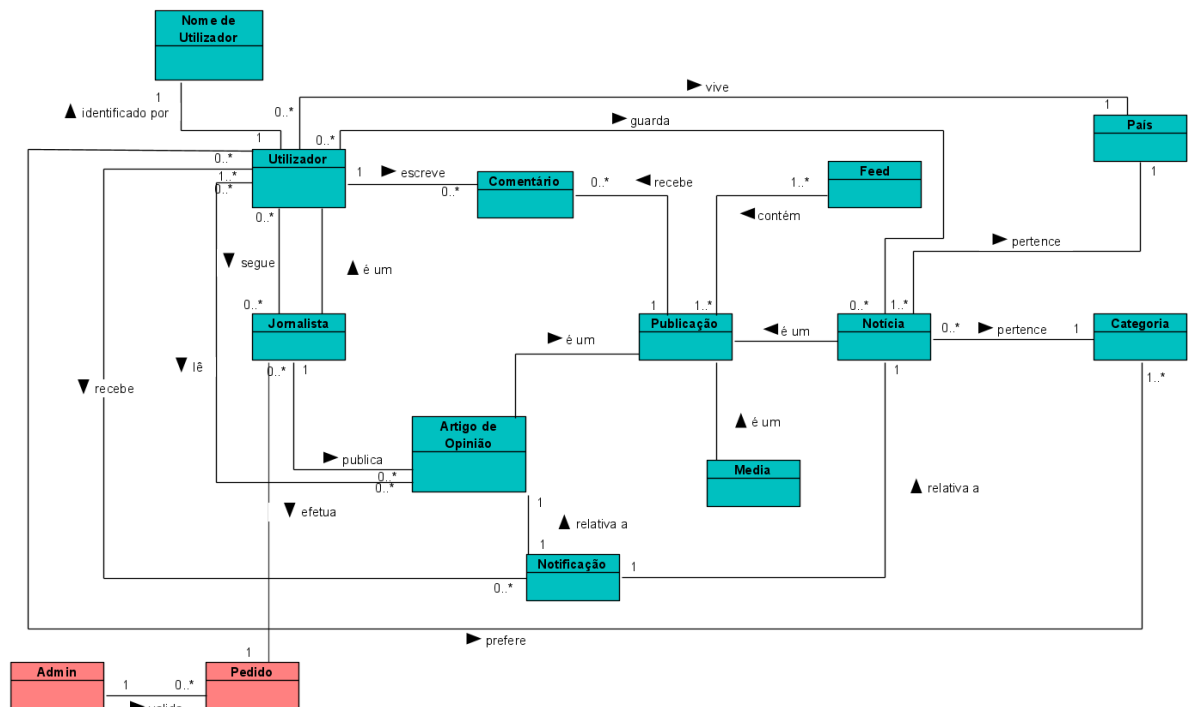 Nome de
Utilizador
1
identificado por
1
0..*
vive
1
0..*
guarda
País
1
0..*
1..*
0..*
Utilizador
1
escreve
0..*
Comentário
0..*
recebe
1..*
Feed
contém
0..*
segue
é um
pertence
0..*
1
1..*
0..*
1..*
Jornalista
Publicação
Notícia
Categoria
é um
é um
0..*
pertence
1
0..*
1
lê
recebe
1
1..*
Artigo de
Opinião
é um
publica
0..*
0..*
Media
efetua
1
relativa a
1
relativa a
Notificação
0..*
1
prefere
1
Admin
Pedido
1
0..*
valida